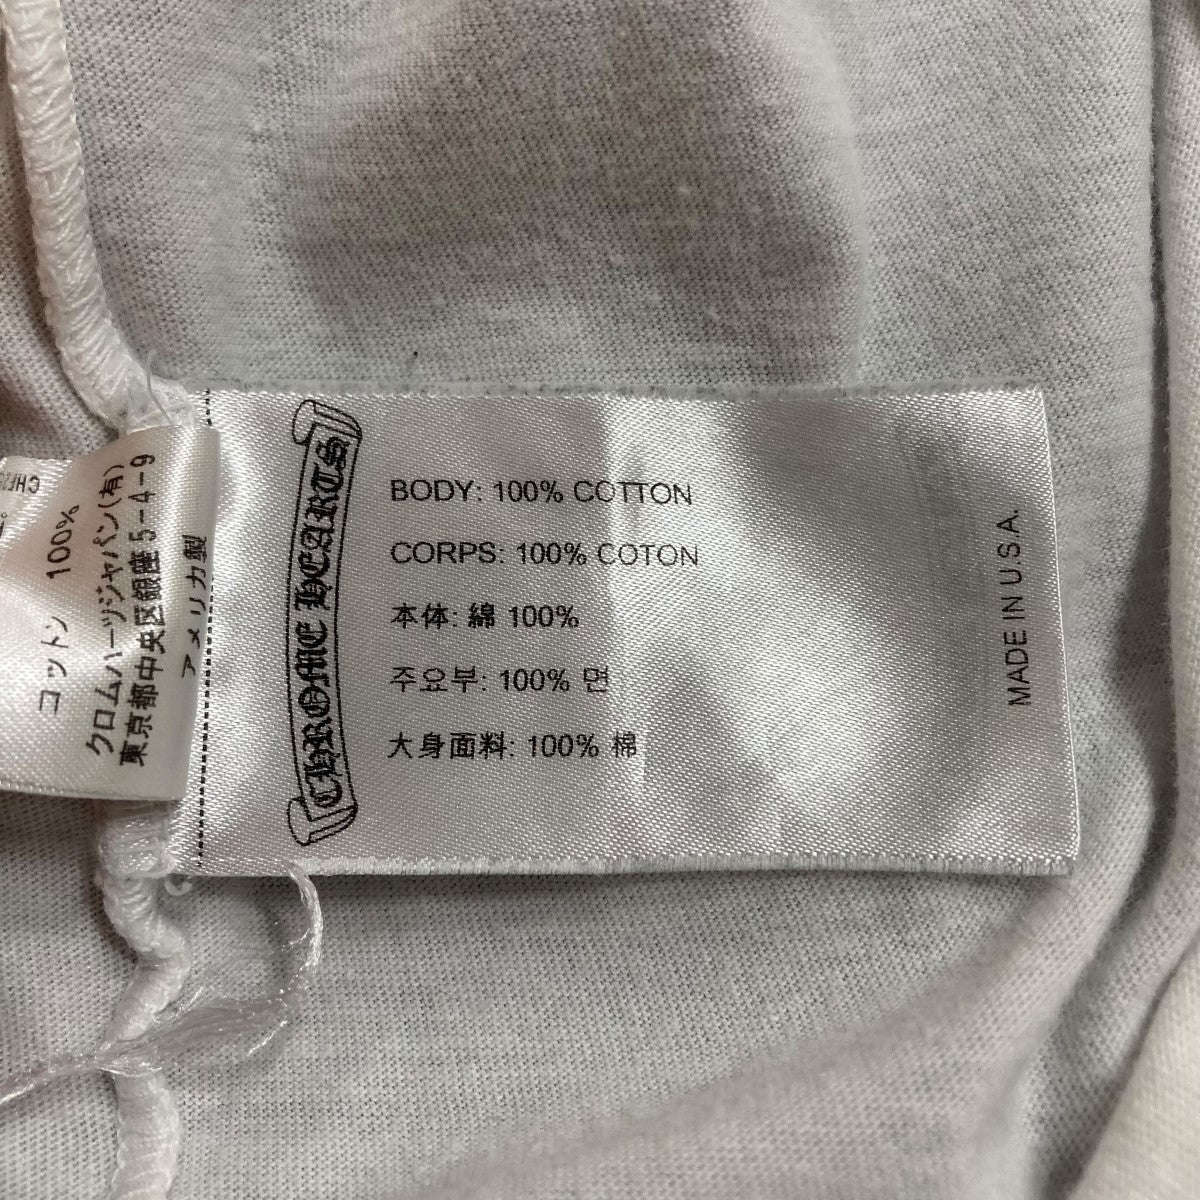 CHROME HEARTS
BODY: 100% COTTON
CORPS: 100% COTON
本体: 綿 100%
주요부: 100% 면
大身面料: 100% 棉
MADE IN U.S.A.
コットン 100%
クロムハーツジャパン(有)
東京都中央区銀座5-4-9
アメリカ製